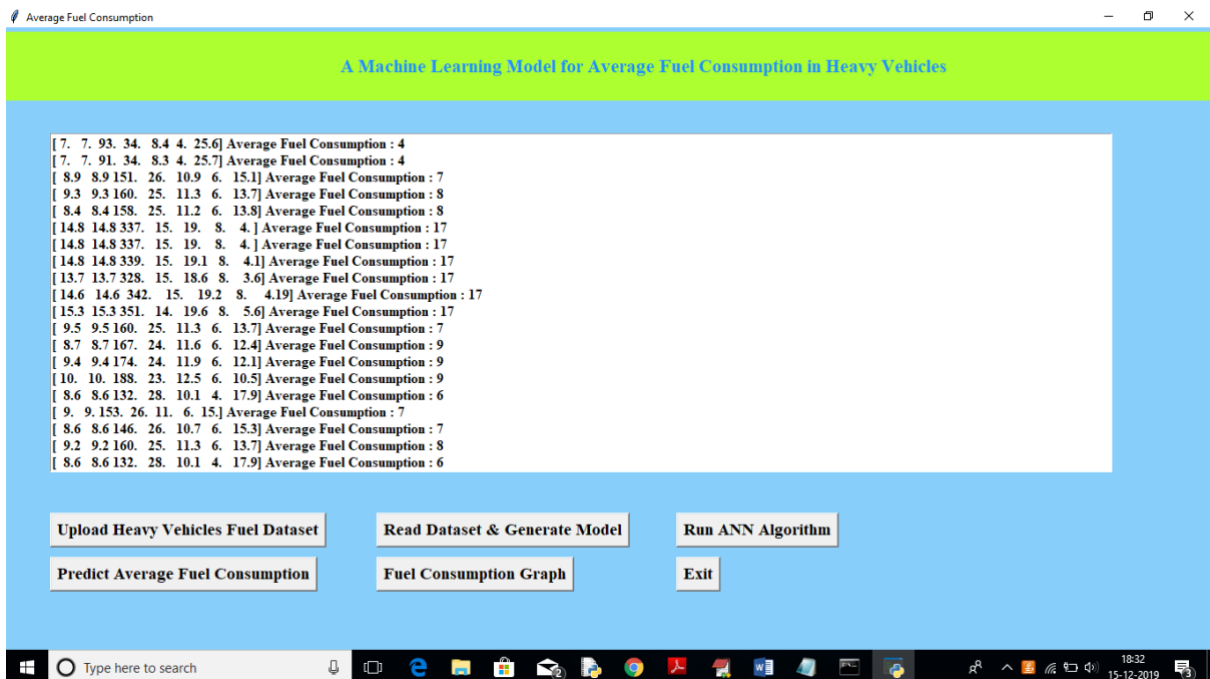 Average Fuel Consumption
A Machine Learning Model for Average Fuel Consumption in Heavy Vehicles
[ 7. 7. 93. 34. 8.4 4. 25.6] Average Fuel Consumption : 4
[ 7. 7. 91. 34. 8.3 4. 25.7] Average Fuel Consumption : 4
[ 8.9 8.9 151. 26. 10.9 6. 15.1] Average Fuel Consumption : 7
[ 9.3 9.3 160. 25. 11.3 6. 13.7] Average Fuel Consumption : 8
[ 8.4 8.4 158. 25. 11.2 6. 13.8] Average Fuel Consumption : 8
[ 14.8 14.8 337. 15. 19. 8. 4. ] Average Fuel Consumption : 17
[ 14.8 14.8 337. 15. 19. 8. 4. ] Average Fuel Consumption : 17
[ 14.8 14.8 339. 15. 19.1 8. 4.1] Average Fuel Consumption : 17
[ 13.7 13.7 328. 15. 18.6 8. 3.6] Average Fuel Consumption : 17
[ 14.6 14.6 342. 15. 19.2 8. 4.19] Average Fuel Consumption : 17
[ 15.3 15.3 351. 14. 19.6 8. 5.6] Average Fuel Consumption : 17
[ 9.5 9.5 160. 25. 11.3 6. 13.7] Average Fuel Consumption : 7
[ 8.7 8.7 167. 24. 11.6 6. 12.4] Average Fuel Consumption : 9
[ 9.4 9.4 174. 24. 11.9 6. 12.1] Average Fuel Consumption : 9
[ 10. 10. 188. 23. 12.5 6. 10.5] Average Fuel Consumption : 9
[ 8.6 8.6 132. 28. 10.1 4. 17.9] Average Fuel Consumption : 6
[ 9. 9. 153. 26. 11. 6. 15.] Average Fuel Consumption : 7
[ 8.6 8.6 146. 26. 10.7 6. 15.3] Average Fuel Consumption : 7
[ 9.2 9.2 160. 25. 11.3 6. 13.7] Average Fuel Consumption : 8
[ 8.6 8.6 132. 28. 10.1 4. 17.9] Average Fuel Consumption : 6
Upload Heavy Vehicles Fuel Dataset
Read Dataset & Generate Model
Run ANN Algorithm
Predict Average Fuel Consumption
Fuel Consumption Graph
Exit
Type here to search
18:32
15-12-2019